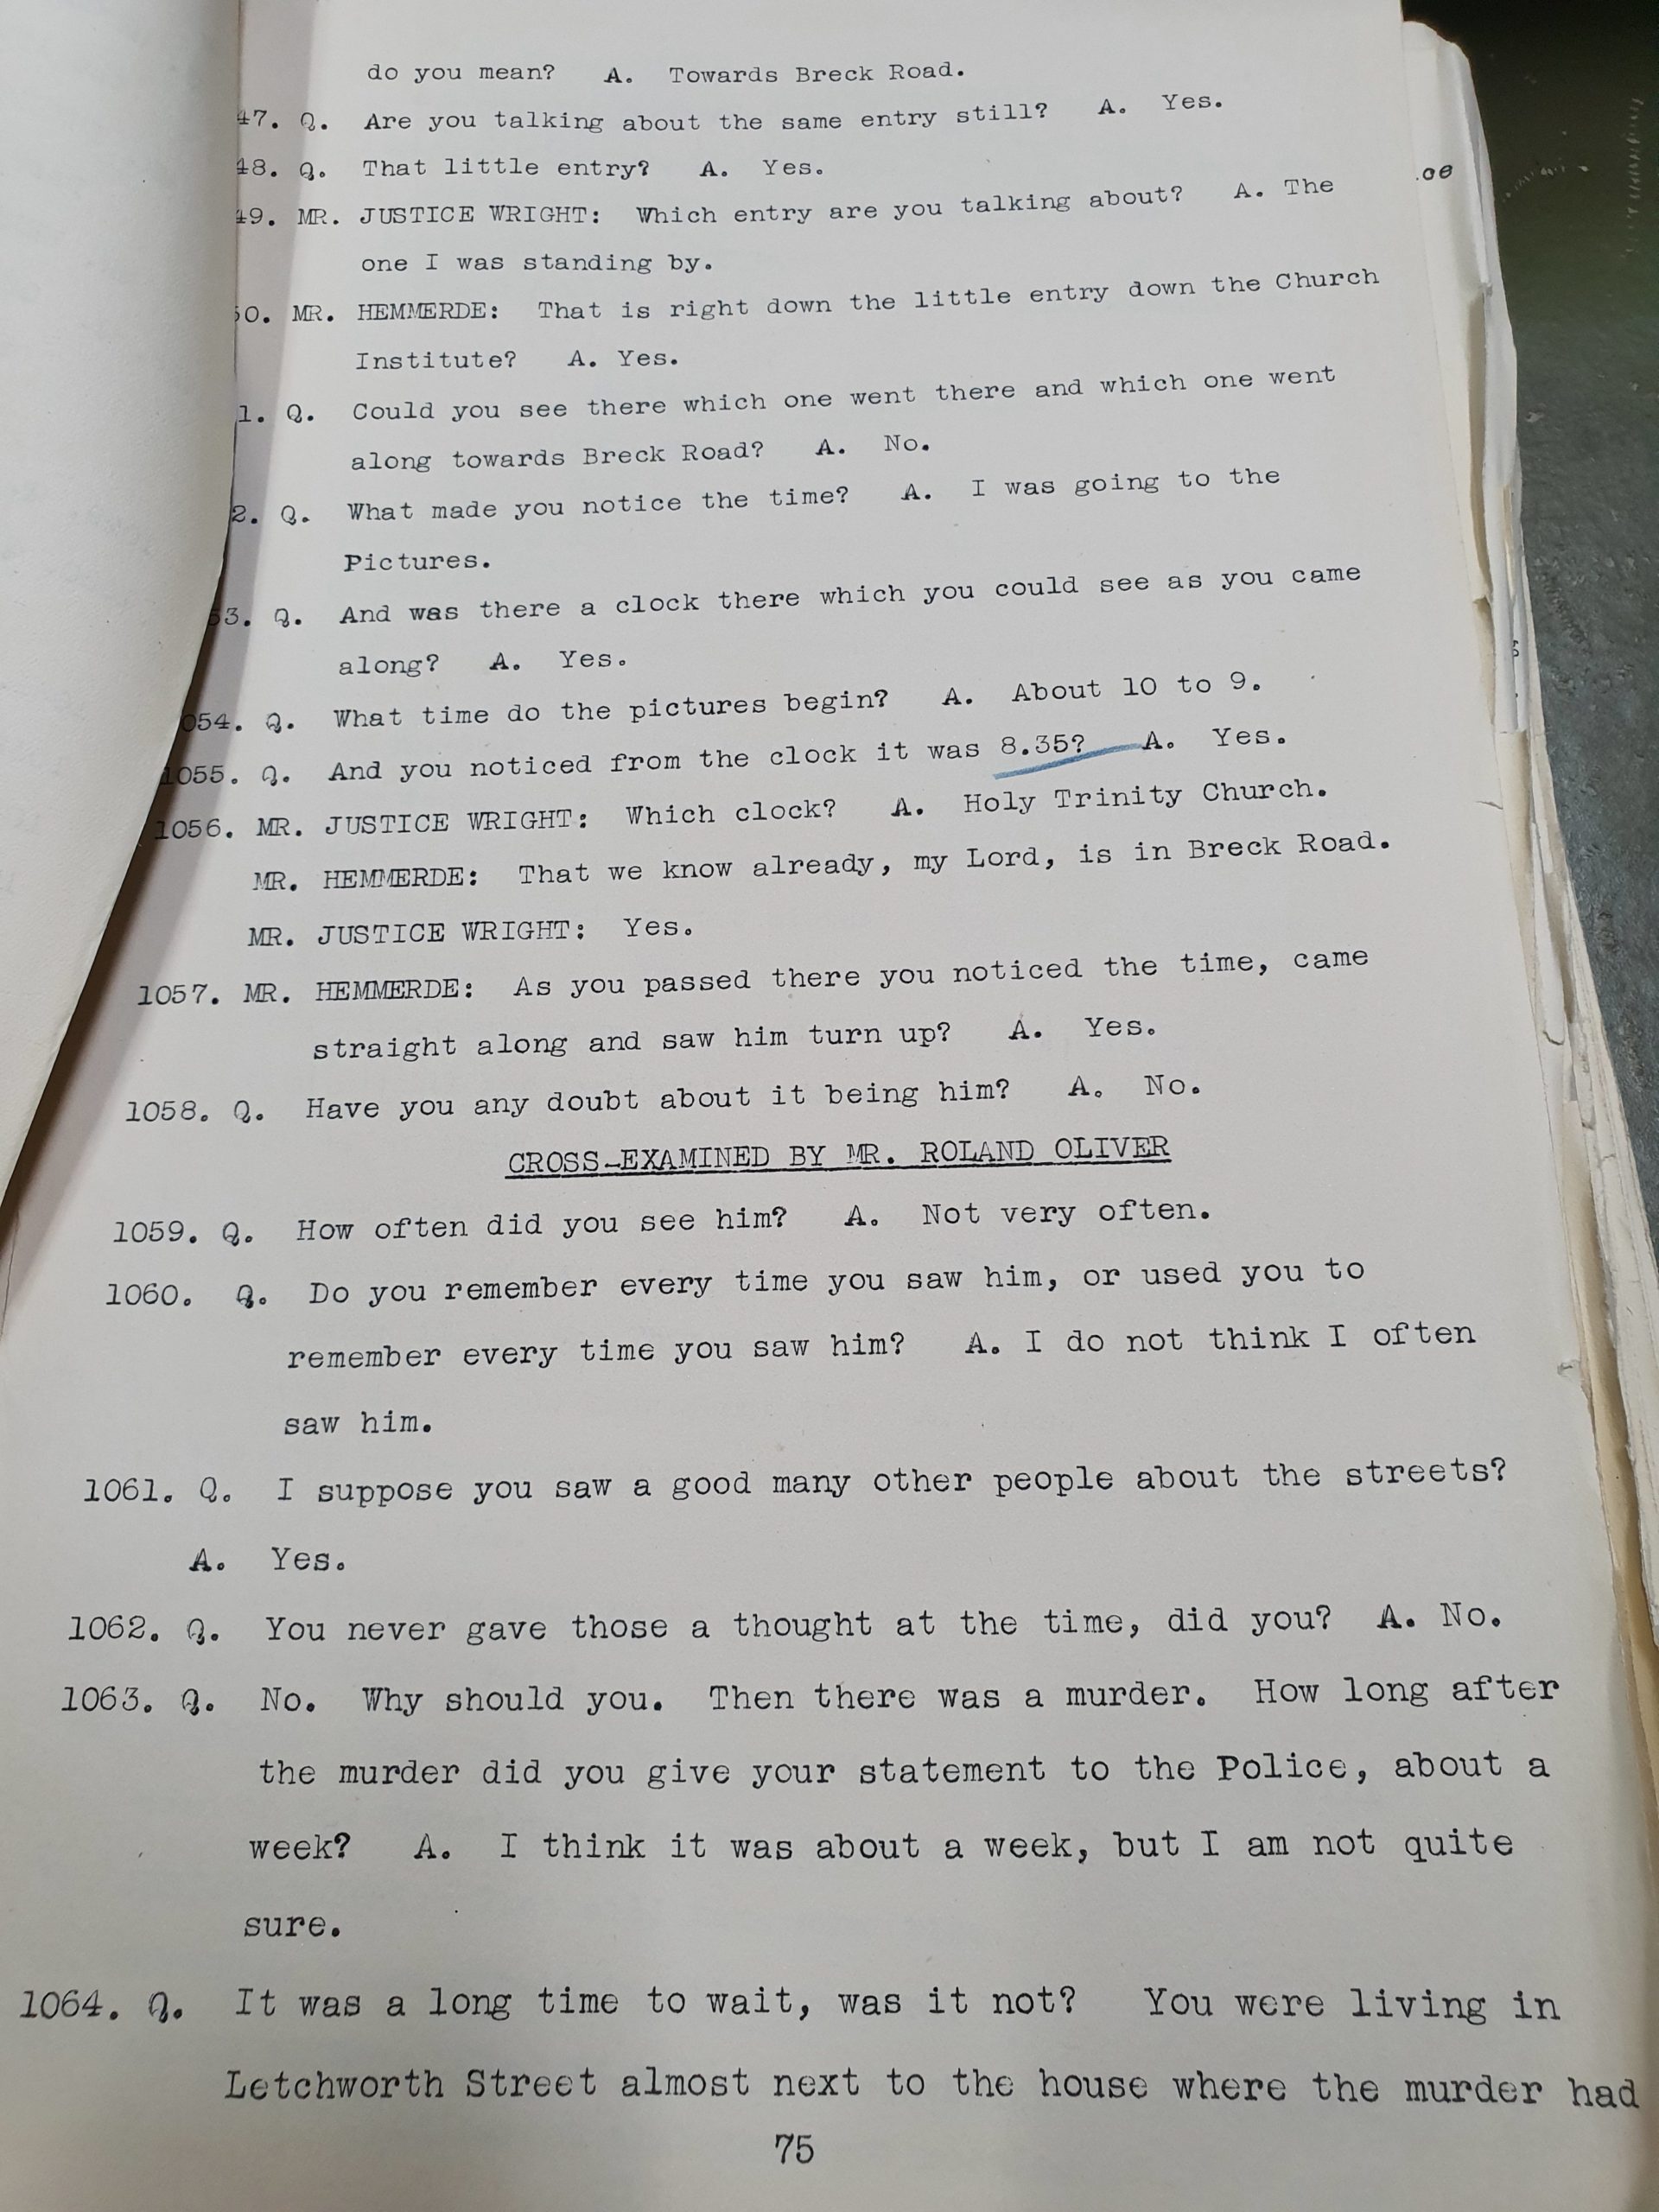 do you mean? A. Towards Breck Road.
47. Q. Are you talking about the same entry still? A. Yes.
48. Q. That little entry? A. Yes.
49. MR. JUSTICE WRIGHT: Which entry are you talking about? A. The
one I was standing by.
50. MR. HEMMERDE: That is right down the little entry down the Church
Institute? A. Yes.
1. Q. Could you see there which one went there and which one went
along towards Breck Road? A. No.
2. Q. What made you notice the time? A. I was going to the
Pictures.
53. Q. And was there a clock there which you could see as you came
along? A. Yes.
054. Q. What time do the pictures begin? A. About 10 to 9.
1055. Q. And you noticed from the clock it was 8.35? A. Yes.
1056. MR. JUSTICE WRIGHT: Which clock? A. Holy Trinity Church.
MR. HEMMERDE: That we know already, my Lord, is in Breck Road.
MR. JUSTICE WRIGHT: Yes.
1057. MR. HEMMERDE: As you passed there you noticed the time, came
straight along and saw him turn up? A. Yes.
1058. Q. Have you any doubt about it being him? A. No.
CROSS-EXAMINED BY MR. ROLAND OLIVER
1059. Q. How often did you see him? A. Not very often.
1060. Q. Do you remember every time you saw him, or used you to
remember every time you saw him? A. I do not think I often
saw him.
1061. Q. I suppose you saw a good many other people about the streets?
A. Yes.
1062. Q. You never gave those a thought at the time, did you? A. No.
1063. Q. No. Why should you. Then there was a murder. How long after
the murder did you give your statement to the Police, about a
week? A. I think it was about a week, but I am not quite
sure.
1064. Q. It was a long time to wait, was it not? You were living in
Letchworth Street almost next to the house where the murder had
75